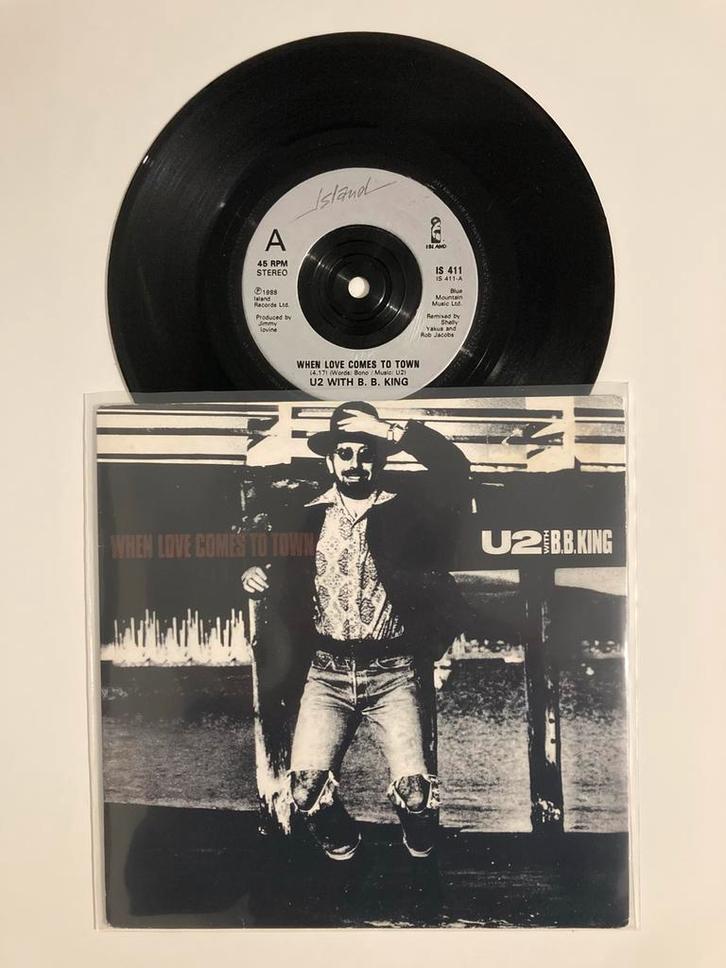 Island
A
45 RPM
STEREO
℗1988
Island
Records Ltd.
Produced by
Jimmy
Iovine
ISLAND
IS 411
IS 411-A
Blue
Mountain
Music Ltd.
Remixed by
Shelly
Yakus and
Rob Jacobs
WHEN LOVE COMES TO TOWN
(4.17) (Words: Bono / Music: U2)
U2 WITH B. B. KING
WHEN LOVE COMES TO TOWN
U2 WITH B.B.KING